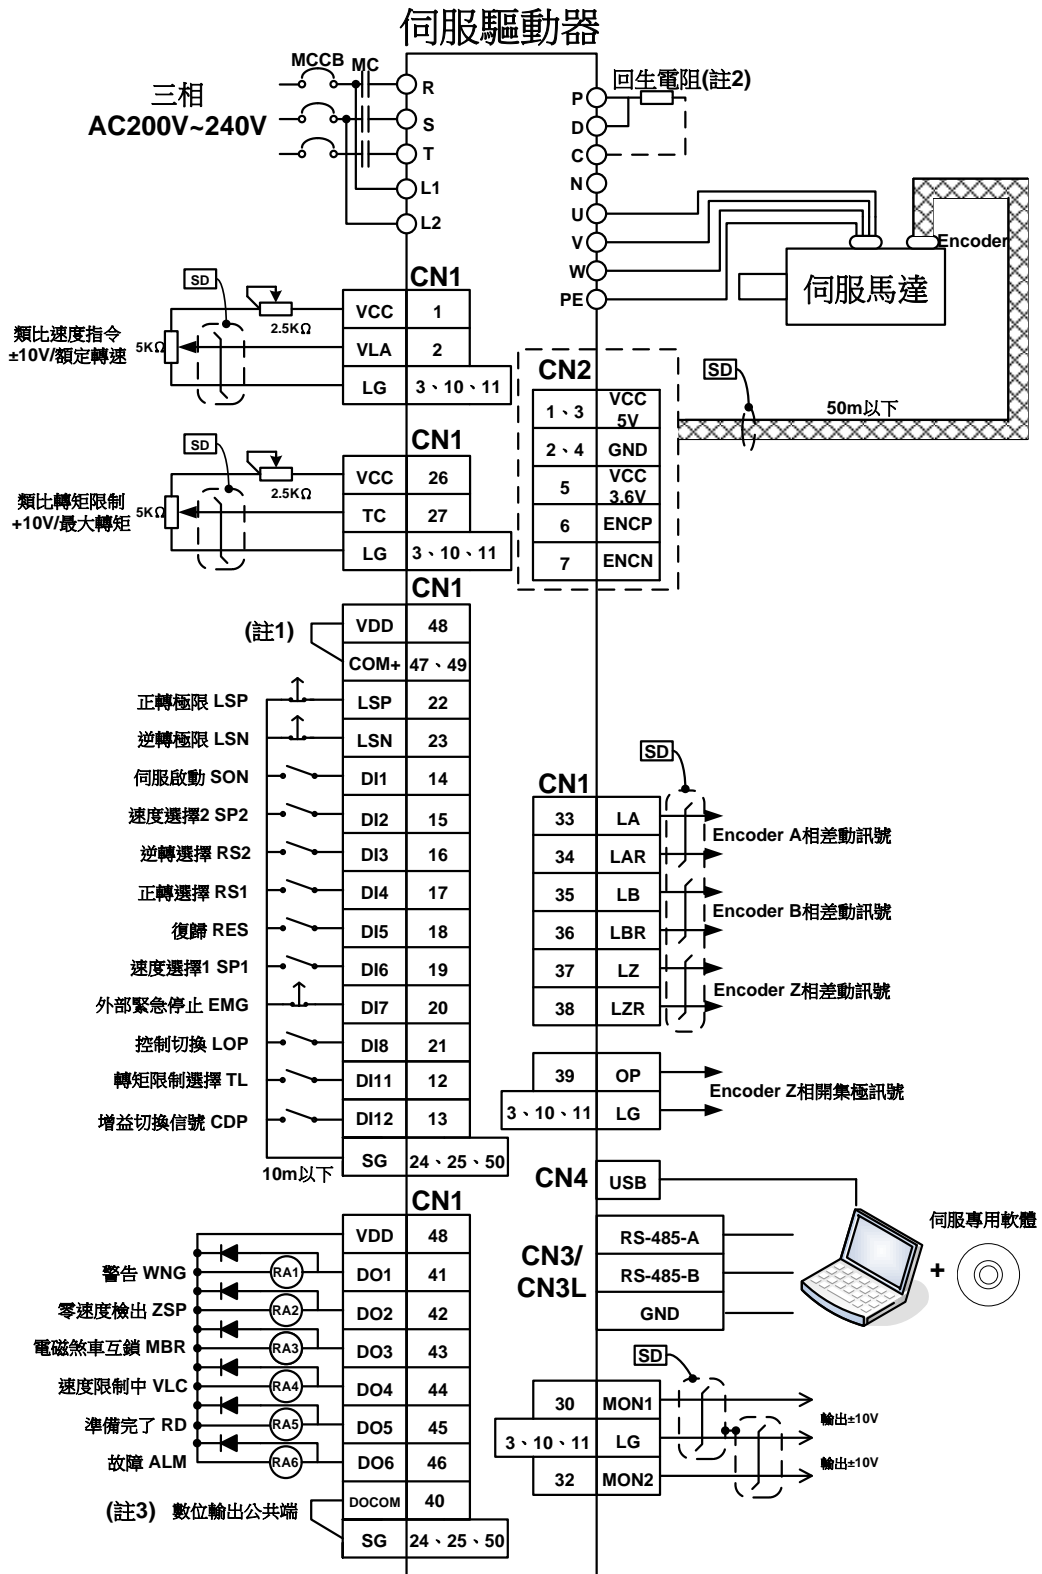 伺服驅動器
MCCB
MC
三相
AC200V~240V
R
S
T
L1
L2
回生電阻(註2)
P
D
C
N
U
V
W
PE
Encoder
伺服馬達
CN1
SD
2.5KΩ
5KΩ
類比速度指令
±10V/額定轉速
VCC 1
VLA 2
LG 3、10、11
CN1
SD
2.5KΩ
5KΩ
類比轉矩限制
+10V/最大轉矩
VCC 26
TC 27
LG 3、10、11
CN2
SD
50m以下
1、3 VCC 5V
2、4 GND
5 VCC 3.6V
6 ENCP
7 ENCN
CN1
(註1)
VDD 48
COM+ 47、49
正轉極限 LSP LSP 22
逆轉極限 LSN LSN 23
伺服啟動 SON DI1 14
速度選擇2 SP2 DI2 15
逆轉選擇 RS2 DI3 16
正轉選擇 RS1 DI4 17
復歸 RES DI5 18
速度選擇1 SP1 DI6 19
外部緊急停止 EMG DI7 20
控制切換 LOP DI8 21
轉矩限制選擇 TL DI11 12
增益切換信號 CDP DI12 13
10m以下
SG 24、25、50
SD
CN1
33 LA
34 LAR
Encoder A相差動訊號
35 LB
36 LBR
Encoder B相差動訊號
37 LZ
38 LZR
Encoder Z相差動訊號
39 OP
3、10、11 LG
Encoder Z相開集極訊號
CN4
USB
CN3/
CN3L
RS-485-A
RS-485-B
GND
+
伺服專用軟體
CN1
VDD 48
警告 WNG RA1 DO1 41
零速度檢出 ZSP RA2 DO2 42
電磁煞車互鎖 MBR RA3 DO3 43
速度限制中 VLC RA4 DO4 44
準備完了 RD RA5 DO5 45
故障 ALM RA6 DO6 46
(註3) 數位輸出公共端
DOCOM 40
SG 24、25、50
SD
30 MON1
3、10、11 LG
32 MON2
輸出±10V
輸出±10V